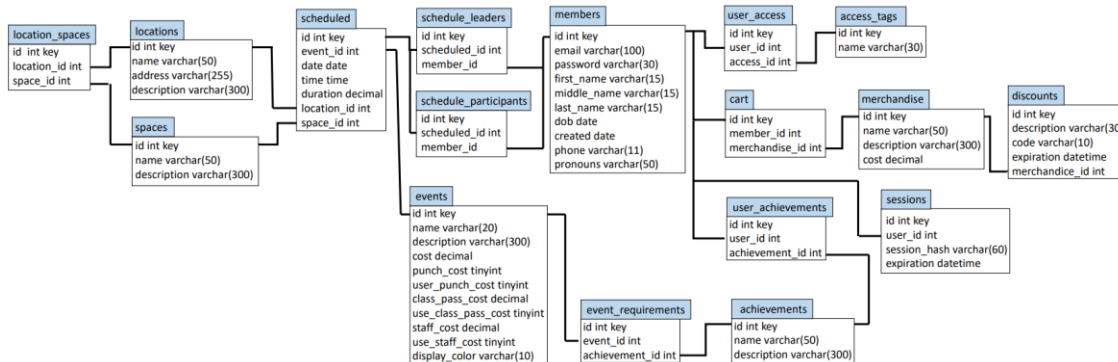 location_spaces
id int key
location_id int
space_id int
locations
id int key
name varchar(50)
address varchar(255)
description varchar(300)
spaces
id int key
name varchar(50)
description varchar(300)
scheduled
id int key
event_id int
date date
time time
duration decimal
location_id int
space_id int
schedule_leaders
id int key
scheduled_id int
member_id
schedule_participants
id int key
scheduled_id int
member_id
events
id int key
name varchar(20)
description varchar(300)
cost decimal
punch_cost tinyint
user_punch_cost tinyint
class_pass_cost decimal
use_class_pass_cost tinyint
staff_cost decimal
use_staff_cost tinyint
display_color varchar(10)
members
id int key
email varchar(100)
password varchar(30)
first_name varchar(15)
middle_name varchar(15)
last_name varchar(15)
dob date
created date
phone varchar(11)
pronouns varchar(50)
event_requirements
id int key
event_id int
achievement_id int
user_access
id int key
user_id int
access_id int
access_tags
id int key
name varchar(30)
cart
id int key
member_id int
merchandise_id int
merchandise
id int key
name varchar(50)
description varchar(300)
cost decimal
discounts
id int key
description varchar(30
code varchar(10)
expiration datetime
merchandice_id int
user_achievements
id int key
user_id int
achievement_id int
sessions
id int key
user_id int
session_hash varchar(60)
expiration datetime
achievements
id int key
name varchar(50)
description varchar(300)